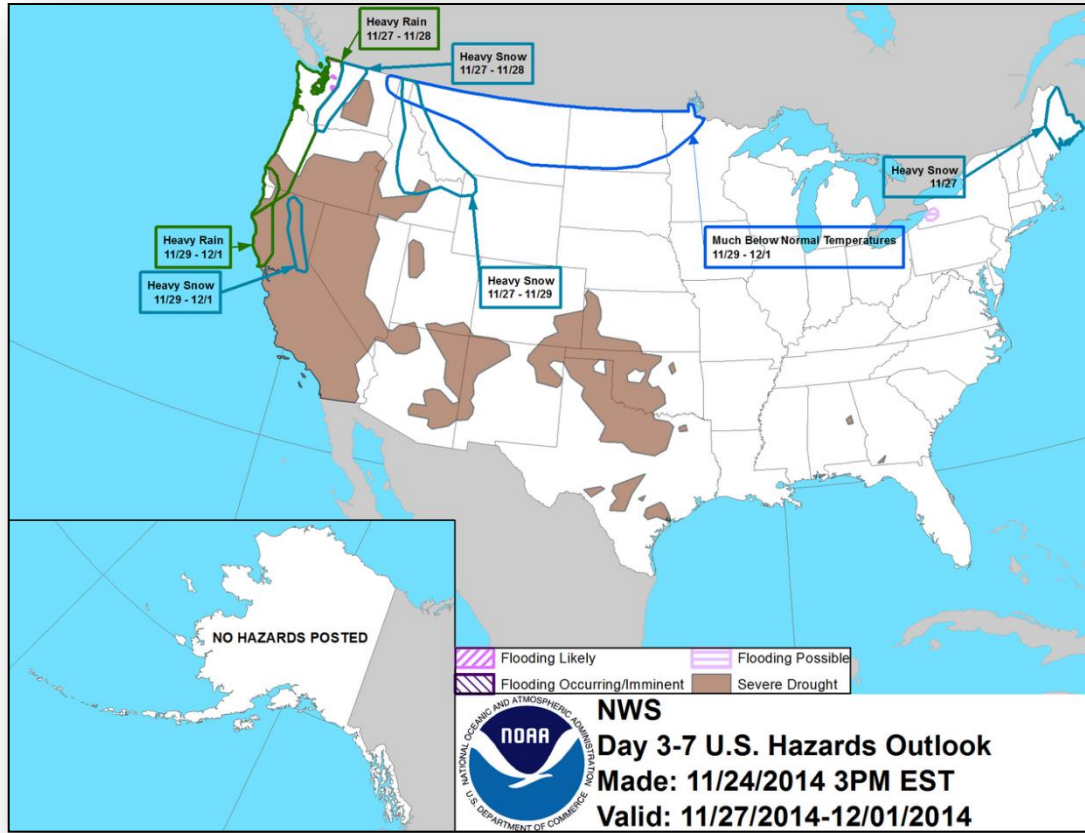 Heavy Rain
11/27 - 11/28
Heavy Snow
11/27 - 11/28
Heavy Snow
11/27
Heavy Rain
11/29 - 12/1
Much Below Normal Temperatures
11/29 - 12/1
Heavy Snow
11/29 - 12/1
Heavy Snow
11/27 - 11/29
NO HAZARDS POSTED
Flooding Likely
Flooding Possible
Flooding Occurring/Imminent
Severe Drought
NATIONAL OCEANIC AND ATMOSPHERIC ADMINISTRATION
NOAA
U.S. DEPARTMENT OF COMMERCE
NWS
Day 3-7 U.S. Hazards Outlook
Made: 11/24/2014 3PM EST
Valid: 11/27/2014-12/01/2014